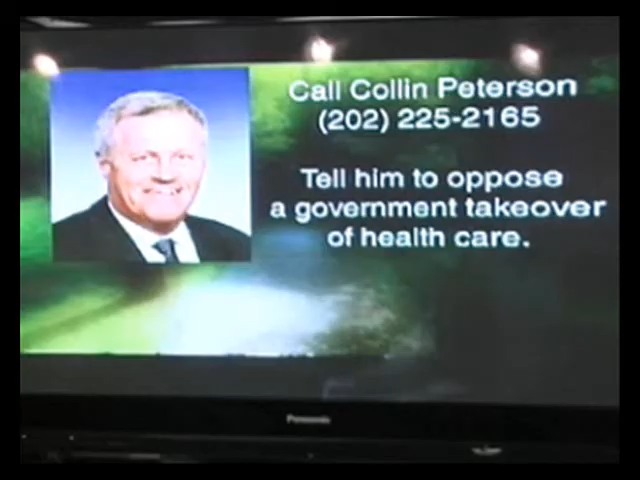 Call Collin Peterson
(202) 225-2165
Tell him to oppose
a government takeover
of health care.
Panasonic